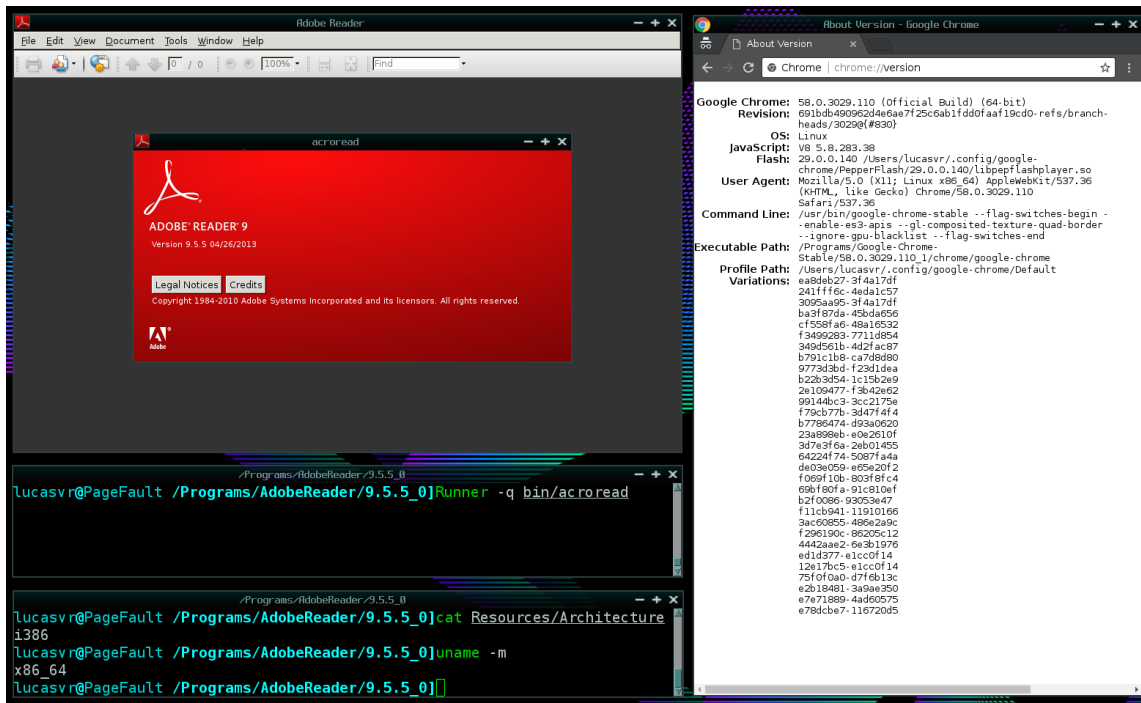 Adobe Reader
File Edit View Document Tools Window Help
0 / 0 100% Find
acroread
ADOBE® READER® 9
Version 9.5.5 04/26/2013
Legal Notices Credits
Copyright 1984-2010 Adobe Systems Incorporated and its licensors. All rights reserved.
Adobe
/Programs/AdobeReader/9.5.5_0
lucasvr@PageFault /Programs/AdobeReader/9.5.5_0]Runner -q bin/acroread
/Programs/AdobeReader/9.5.5_0
lucasvr@PageFault /Programs/AdobeReader/9.5.5_0]cat Resources/Architecture
i386
lucasvr@PageFault /Programs/AdobeReader/9.5.5_0]uname -m
x86_64
lucasvr@PageFault /Programs/AdobeReader/9.5.5_0]
About Version - Google Chrome
About Version
Chrome | chrome://version
Google Chrome: 58.0.3029.110 (Official Build) (64-bit)
Revision: 691bdb490962d4e6ae7f25c6ab1fdd0faaf19cd0-refs/branch-
heads/3029@{#830}
OS: Linux
JavaScript: V8 5.8.283.38
Flash: 29.0.0.140 /Users/lucasvr/.config/google-
chrome/PepperFlash/29.0.0.140/libpepflashplayer.so
User Agent: Mozilla/5.0 (X11; Linux x86_64) AppleWebKit/537.36
(KHTML, like Gecko) Chrome/58.0.3029.110
Safari/537.36
Command Line: /usr/bin/google-chrome-stable --flag-switches-begin -
-enable-es3-apis --gl-composited-texture-quad-border
--ignore-gpu-blacklist --flag-switches-end
Executable Path: /Programs/Google-Chrome-
Stable/58.0.3029.110_1/chrome/google-chrome
Profile Path: /Users/lucasvr/.config/google-chrome/Default
Variations: ea8deb27-3f4a17df
241fff6c-4eda1c57
3095aa95-3f4a17df
ba3f87da-45bda656
cf558fa6-48a16532
f3499283-7711d854
349d561b-4d2fac87
b791c1b8-ca7d8d80
9773d3bd-f23d1dea
b22b3d54-1c15b2e9
2e109477-f3b42e62
99144bc3-3cc2175e
f79cb77b-3d47f4f4
b7786474-d93a0620
23a898eb-e0e2610f
3d7e3f6a-2eb01455
64224f74-5087fa4a
de03e059-e65e20f2
f069f10b-803f8fc4
69bf80fa-91c810ef
b2f0086-93053e47
f11cb941-11910166
3ac60855-486e2a9c
f296190c-86205c12
4442aae2-6e3b1976
ed1d377-e1cc0f14
12e17bc5-e1cc0f14
75f0f0a0-d7f6b13c
e2b18481-3a9ae350
e7e71889-4ad60575
e78dcbe7-116720d5